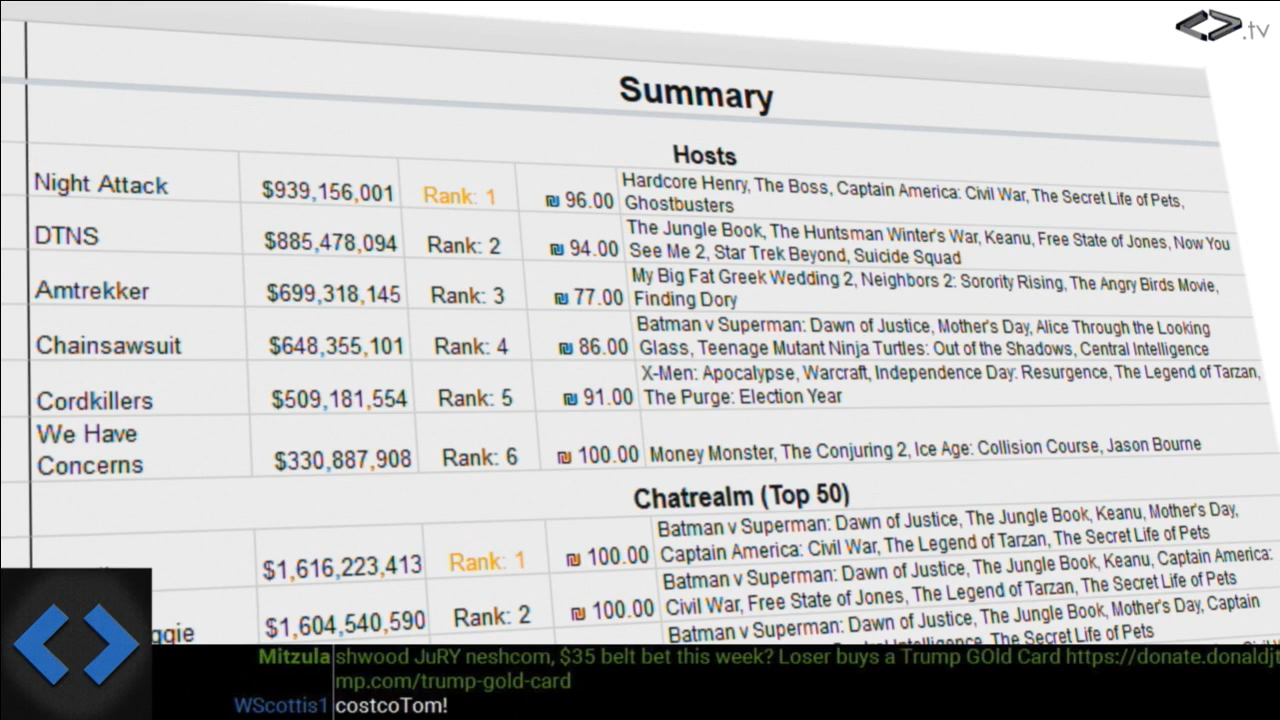 .tv
Summary
Hosts
Night Attack $939,156,001 Rank: 1 ₪ 96.00 Hardcore Henry, The Boss, Captain America: Civil War, The Secret Life of Pets,
Ghostbusters
DTNS $885,478,094 Rank: 2 ₪ 94.00 The Jungle Book, The Huntsman Winter's War, Keanu, Free State of Jones, Now You
See Me 2, Star Trek Beyond, Suicide Squad
Amtrekker $699,318,145 Rank: 3 ₪ 77.00 My Big Fat Greek Wedding 2, Neighbors 2: Sorority Rising, The Angry Birds Movie,
Finding Dory
Chainsawsuit $648,355,101 Rank: 4 ₪ 86.00 Batman v Superman: Dawn of Justice, Mother's Day, Alice Through the Looking
Glass, Teenage Mutant Ninja Turtles: Out of the Shadows, Central Intelligence
Cordkillers $509,181,554 Rank: 5 ₪ 91.00 X-Men: Apocalypse, Warcraft, Independence Day: Resurgence, The Legend of Tarzan,
The Purge: Election Year
We Have
Concerns $330,887,908 Rank: 6 ₪ 100.00 Money Monster, The Conjuring 2, Ice Age: Collision Course, Jason Bourne
Chatrealm (Top 50)
$1,616,223,413 Rank: 1 ₪ 100.00 Batman v Superman: Dawn of Justice, The Jungle Book, Keanu, Mother's Day,
Captain America: Civil War, The Legend of Tarzan, The Secret Life of Pets
ggie $1,604,540,590 Rank: 2 ₪ 100.00 Batman v Superman: Dawn of Justice, The Jungle Book, Keanu, Captain America:
Civil War, Free State of Jones, The Legend of Tarzan, The Secret Life of Pets
Batman v Superman: Dawn of Justice, The Jungle Book, Mother's Day, Captain
Intelligence, The Secret Life of Pets
Mitzula shwood JuRY neshcom, $35 belt bet this week? Loser buys a Trump GOld Card https://donate.donaldjt
mp.com/trump-gold-card
WScottis1 costcoTom!